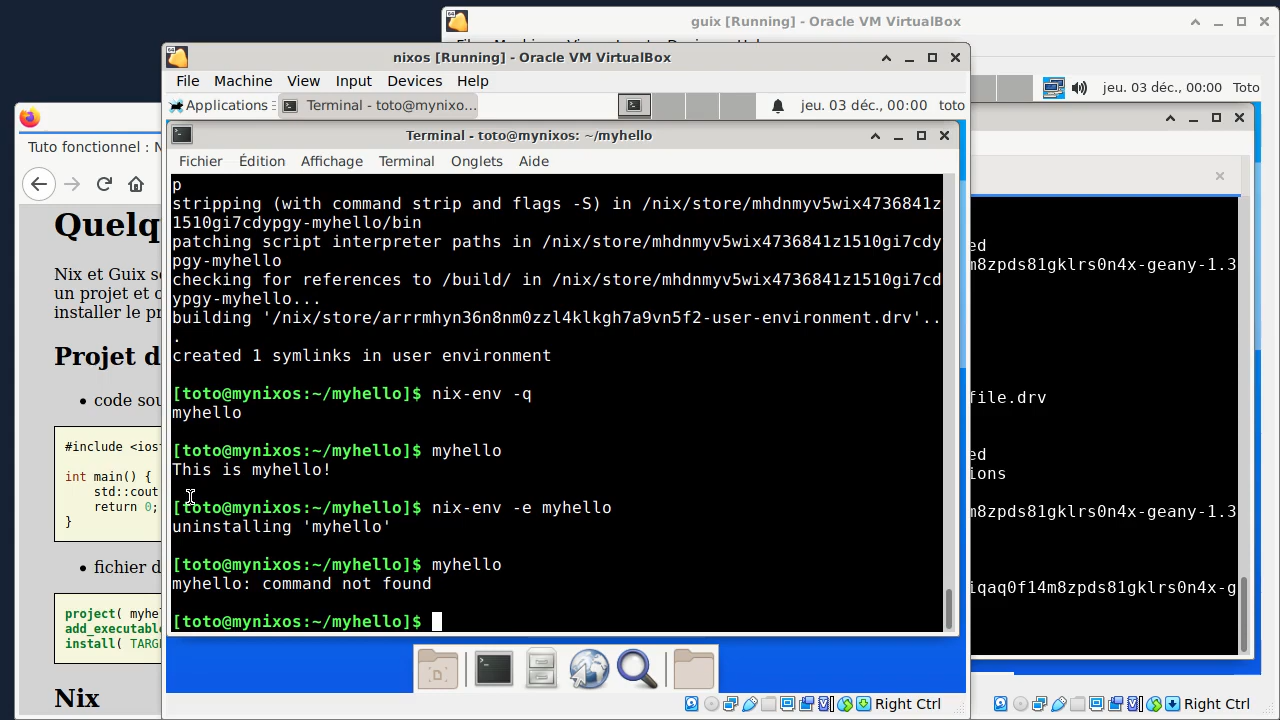 guix [Running] - Oracle VM VirtualBox
nixos [Running] - Oracle VM VirtualBox
File Machine View Input Devices Help
Applications
Terminal - toto@mynixo...
jeu. 03 déc., 00:00 toto
jeu. 03 déc., 00:00 Toto
Terminal - toto@mynixos: ~/myhello
Fichier Édition Affichage Terminal Onglets Aide
p
stripping (with command strip and flags -S) in /nix/store/mhdnmyv5wix4736841z
1510gi7cdypgy-myhello/bin
patching script interpreter paths in /nix/store/mhdnmyv5wix4736841z1510gi7cdy
pgy-myhello
checking for references to /build/ in /nix/store/mhdnmyv5wix4736841z1510gi7cd
ypgy-myhello...
building '/nix/store/arrrmhyn36n8nm0zzl4klkgh7a9vn5f2-user-environment.drv'..
.
created 1 symlinks in user environment
[toto@mynixos:~/myhello]$ nix-env -q
myhello
[toto@mynixos:~/myhello]$ myhello
This is myhello!
[toto@mynixos:~/myhello]$ nix-env -e myhello
uninstalling 'myhello'
[toto@mynixos:~/myhello]$ myhello
myhello: command not found
[toto@mynixos:~/myhello]$
Right Ctrl
Tuto fonctionnel : N
Quelq
Nix et Guix se
un projet et c
installer le pr
Projet d
• code sou
#include <ios
int main() {
std::cout
return 0;
}
• fichier d
project( myhe
add_executable
install( TARG
Nix
ed
m8zpds81gklrs0n4x-geany-1.3
file.drv
ed
ions
m8zpds81gklrs0n4x-geany-1.3
iqaq0f14m8zpds81gklrs0n4x-g
Right Ctrl